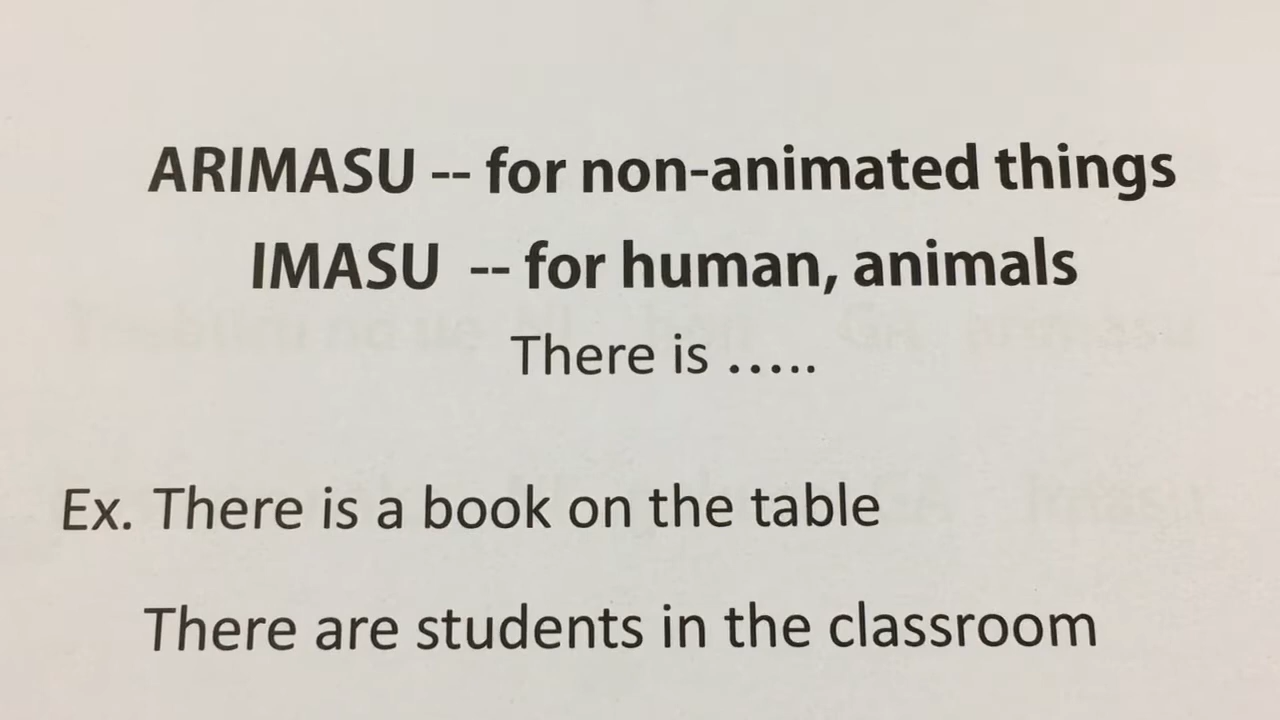 ARIMASU -- for non-animated things
IMASU -- for human, animals
There is .....
Ex. There is a book on the table
There are students in the classroom